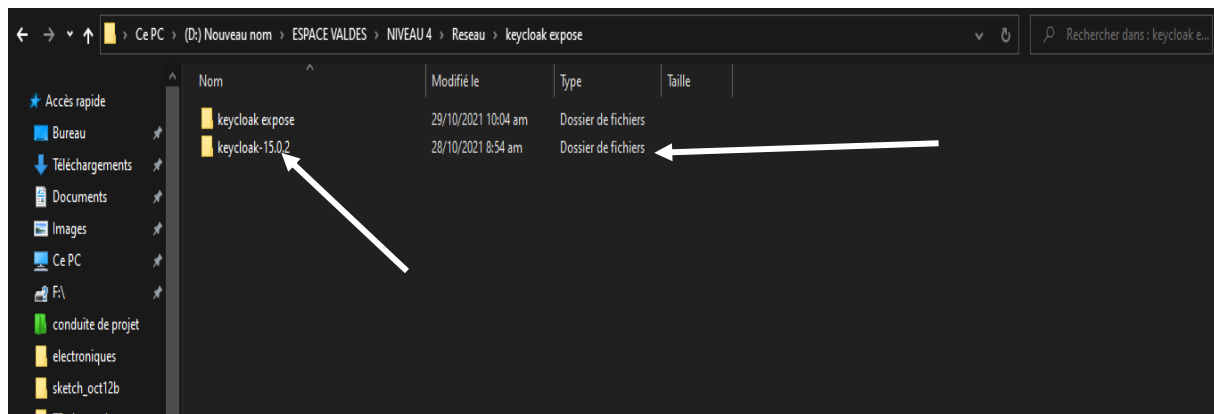 Ce PC › (D:) Nouveau nom › ESPACE VALDES › NIVEAU 4 › Reseau › keycloak expose
Rechercher dans : keycloak e...
Nom Modifié le Type Taille
Accès rapide
Bureau
Téléchargements
Documents
Images
Ce PC
F:\
conduite de projet
electroniques
sketch_oct12b
keycloak expose 29/10/2021 10:04 am Dossier de fichiers
keycloak-15.0.2 28/10/2021 8:54 am Dossier de fichiers